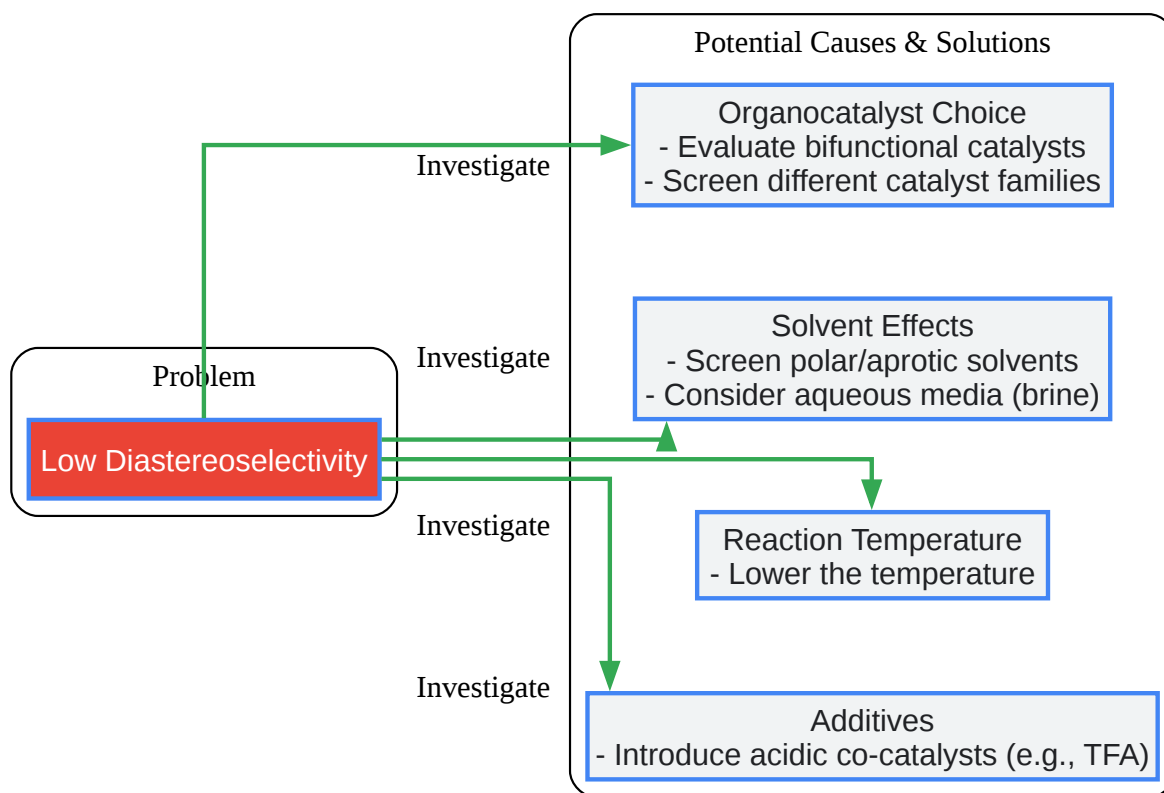 Potential Causes & Solutions
Organocatalyst Choice
- Evaluate bifunctional catalysts
- Screen different catalyst families
Investigate
Solvent Effects
- Screen polar/aprotic solvents
- Consider aqueous media (brine)
Investigate
Problem
Low Diastereoselectivity
Investigate
Reaction Temperature
- Lower the temperature
Investigate
Additives
- Introduce acidic co-catalysts (e.g., TFA)